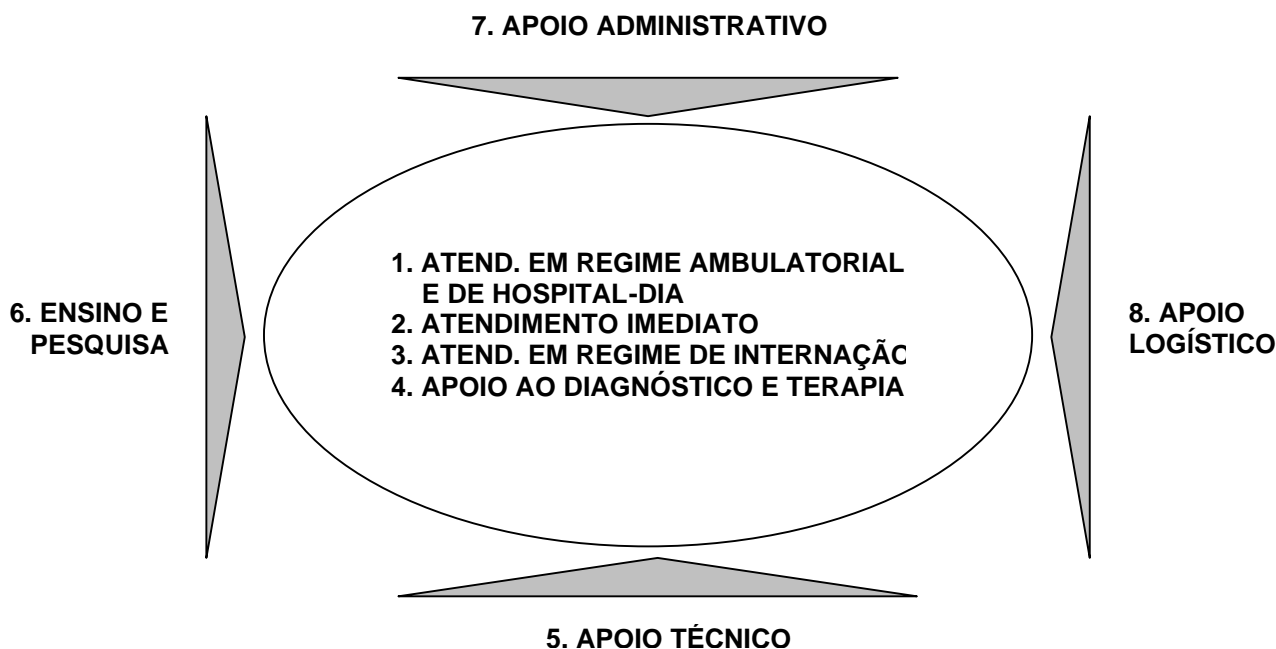 7. APOIO ADMINISTRATIVO
1. ATEND. EM REGIME AMBULATORIAL
E DE HOSPITAL-DIA
2. ATENDIMENTO IMEDIATO
3. ATEND. EM REGIME DE INTERNAÇÃO
4. APOIO AO DIAGNÓSTICO E TERAPIA
6. ENSINO E
PESQUISA
8. APOIO
LOGÍSTICO
5. APOIO TÉCNICO